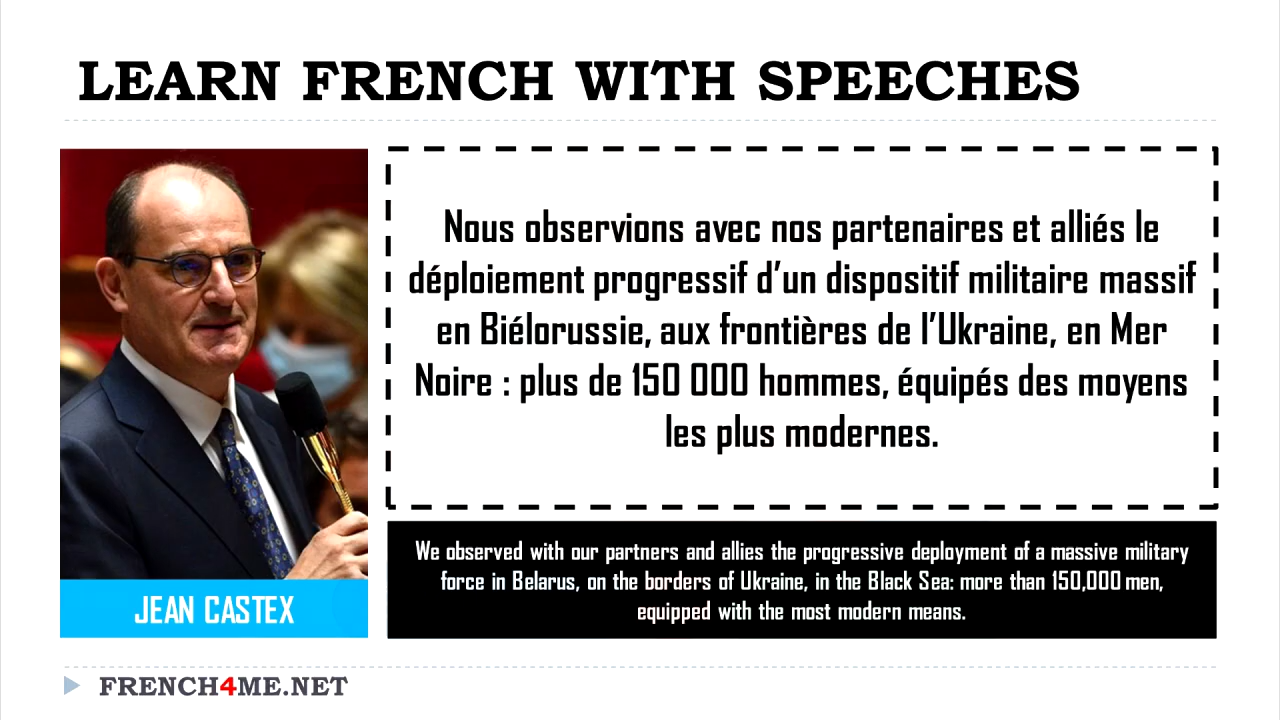 LEARN FRENCH WITH SPEECHES
Nous observions avec nos partenaires et alliés le
déploiement progressif d’un dispositif militaire massif
en Biélorussie, aux frontières de l’Ukraine, en Mer
Noire : plus de 150 000 hommes, équipés des moyens
les plus modernes.
We observed with our partners and allies the progressive deployment of a massive military
force in Belarus, on the borders of Ukraine, in the Black Sea: more than 150,000 men,
equipped with the most modern means.
JEAN CASTEX
FRENCH4ME.NET